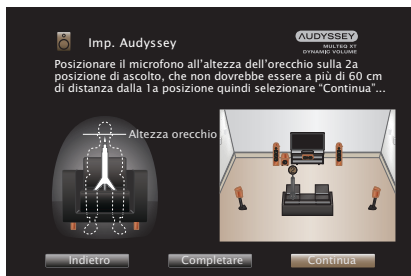 Imp. Audyssey
AUDYSSEY
MULTEQ XT
DYNAMIC VOLUME
Posizionare il microfono all'altezza dell'orecchio sulla 2a
posizione di ascolto, che non dovrebbe essere a più di 60 cm
di distanza dalla 1a posizione quindi selezionare “Continua”...
Altezza orecchio
Indietro
Completare
Continua